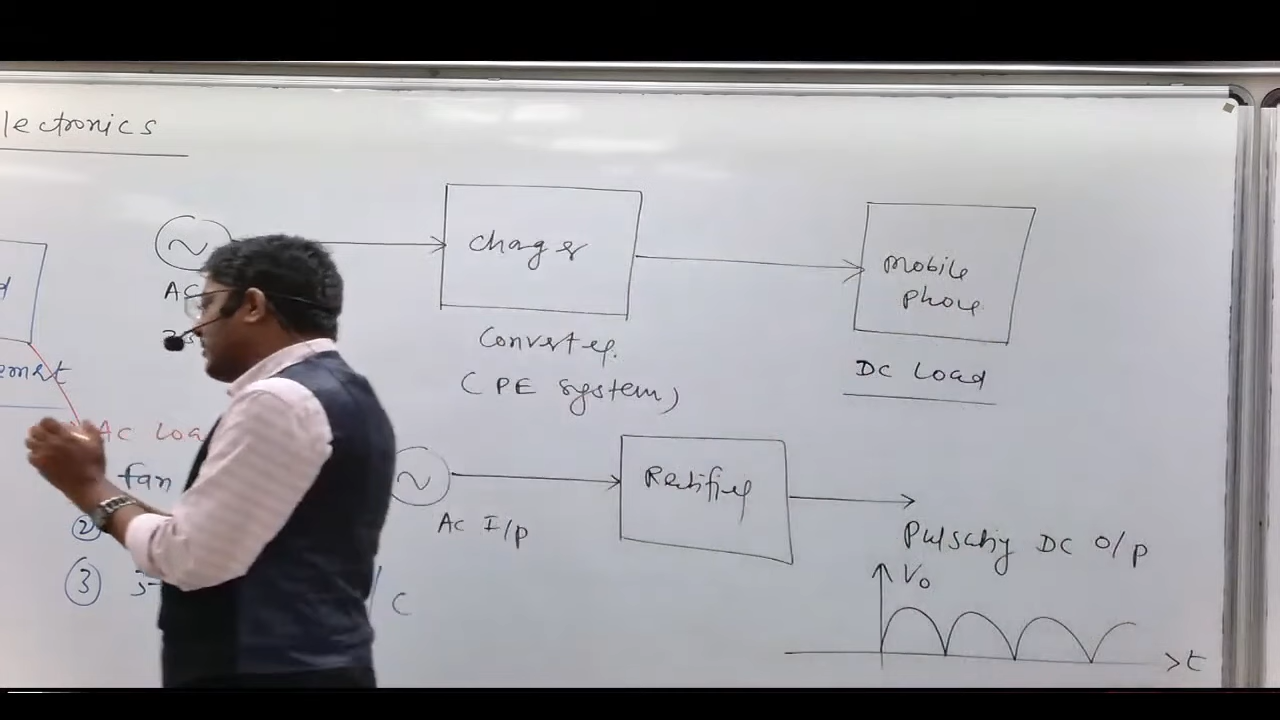 lectronics
AC
Charger
Converter.
(PE system)
mobile
phone
DC Load
AC Loa
fan
②
③ 3-
C
AC I/p
Rectifier
Pulsating DC O/p
V₀
t